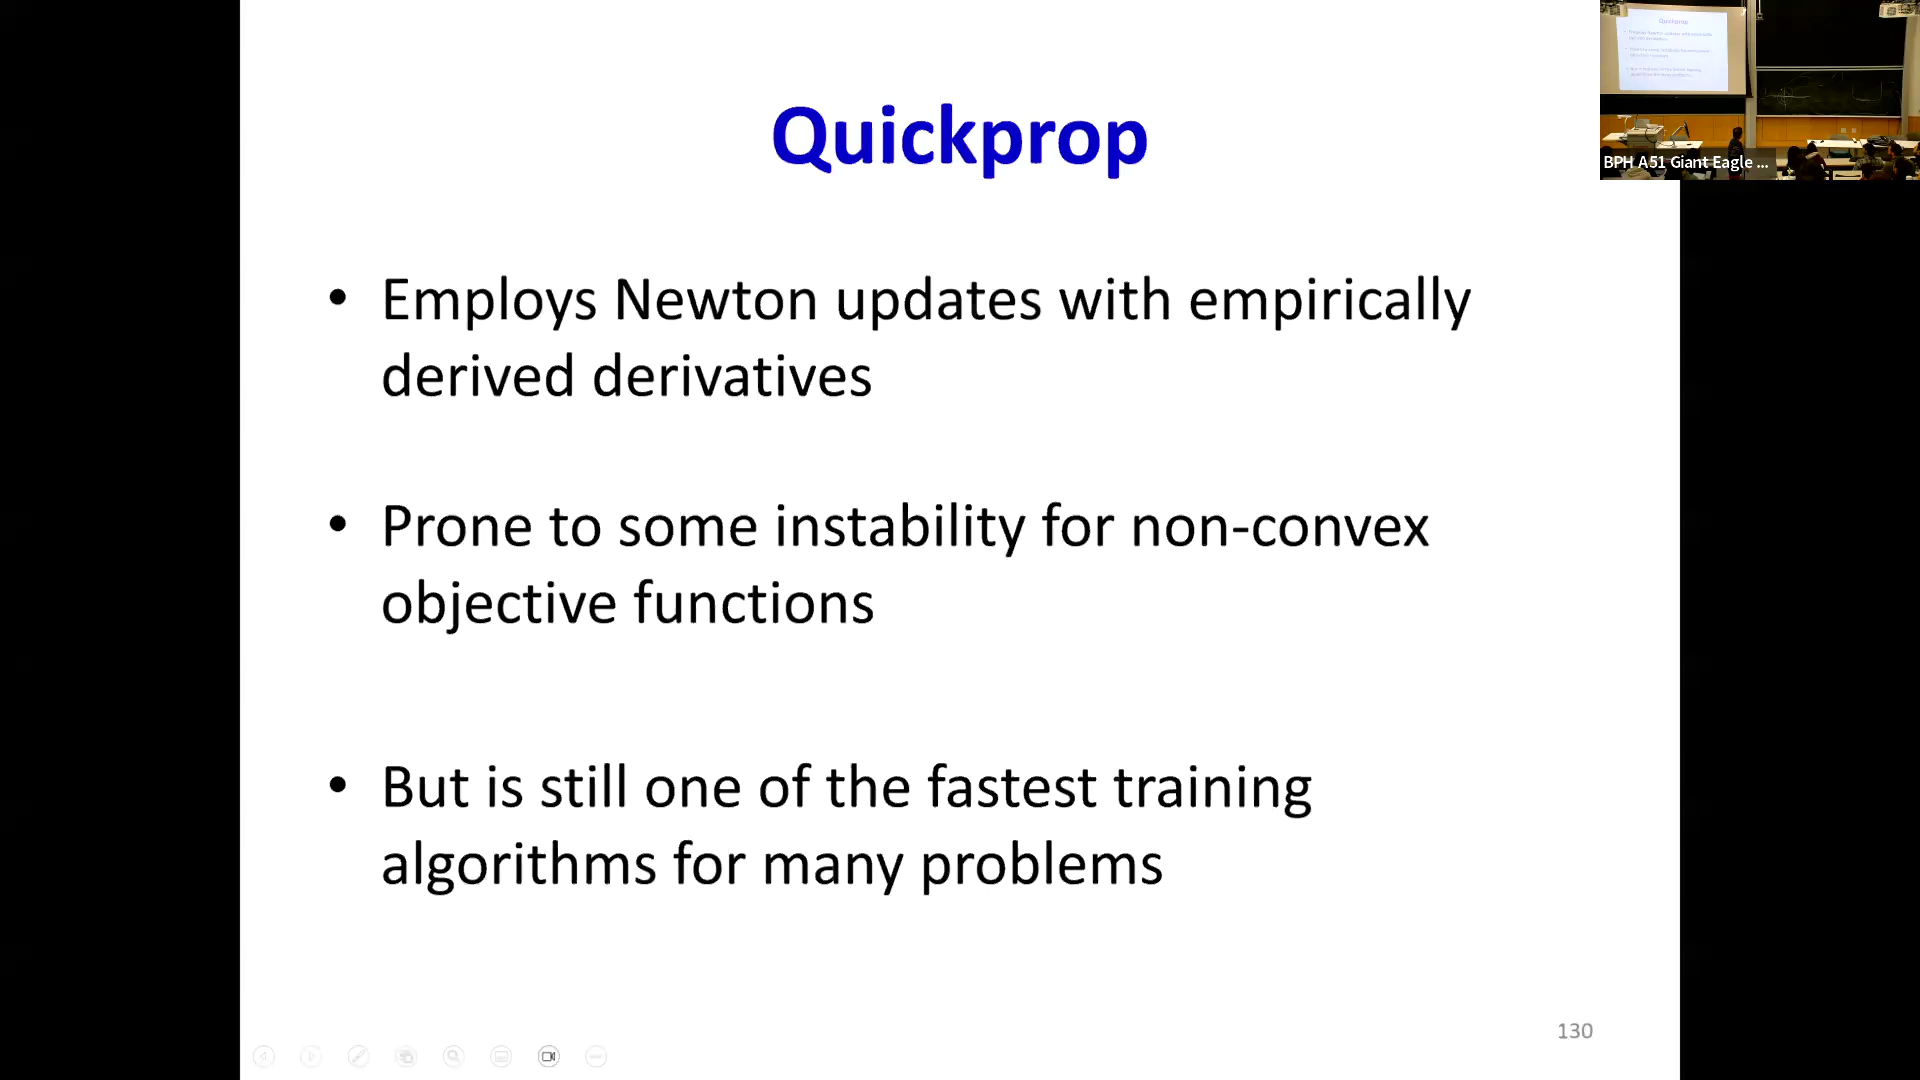 Quickprop
• Employs Newton updates with empirically
derived derivatives
• Prone to some instability for non-convex
objective functions
• But is still one of the fastest training
algorithms for many problems
130
Quickprop
BPH A51 Giant Eagle ...